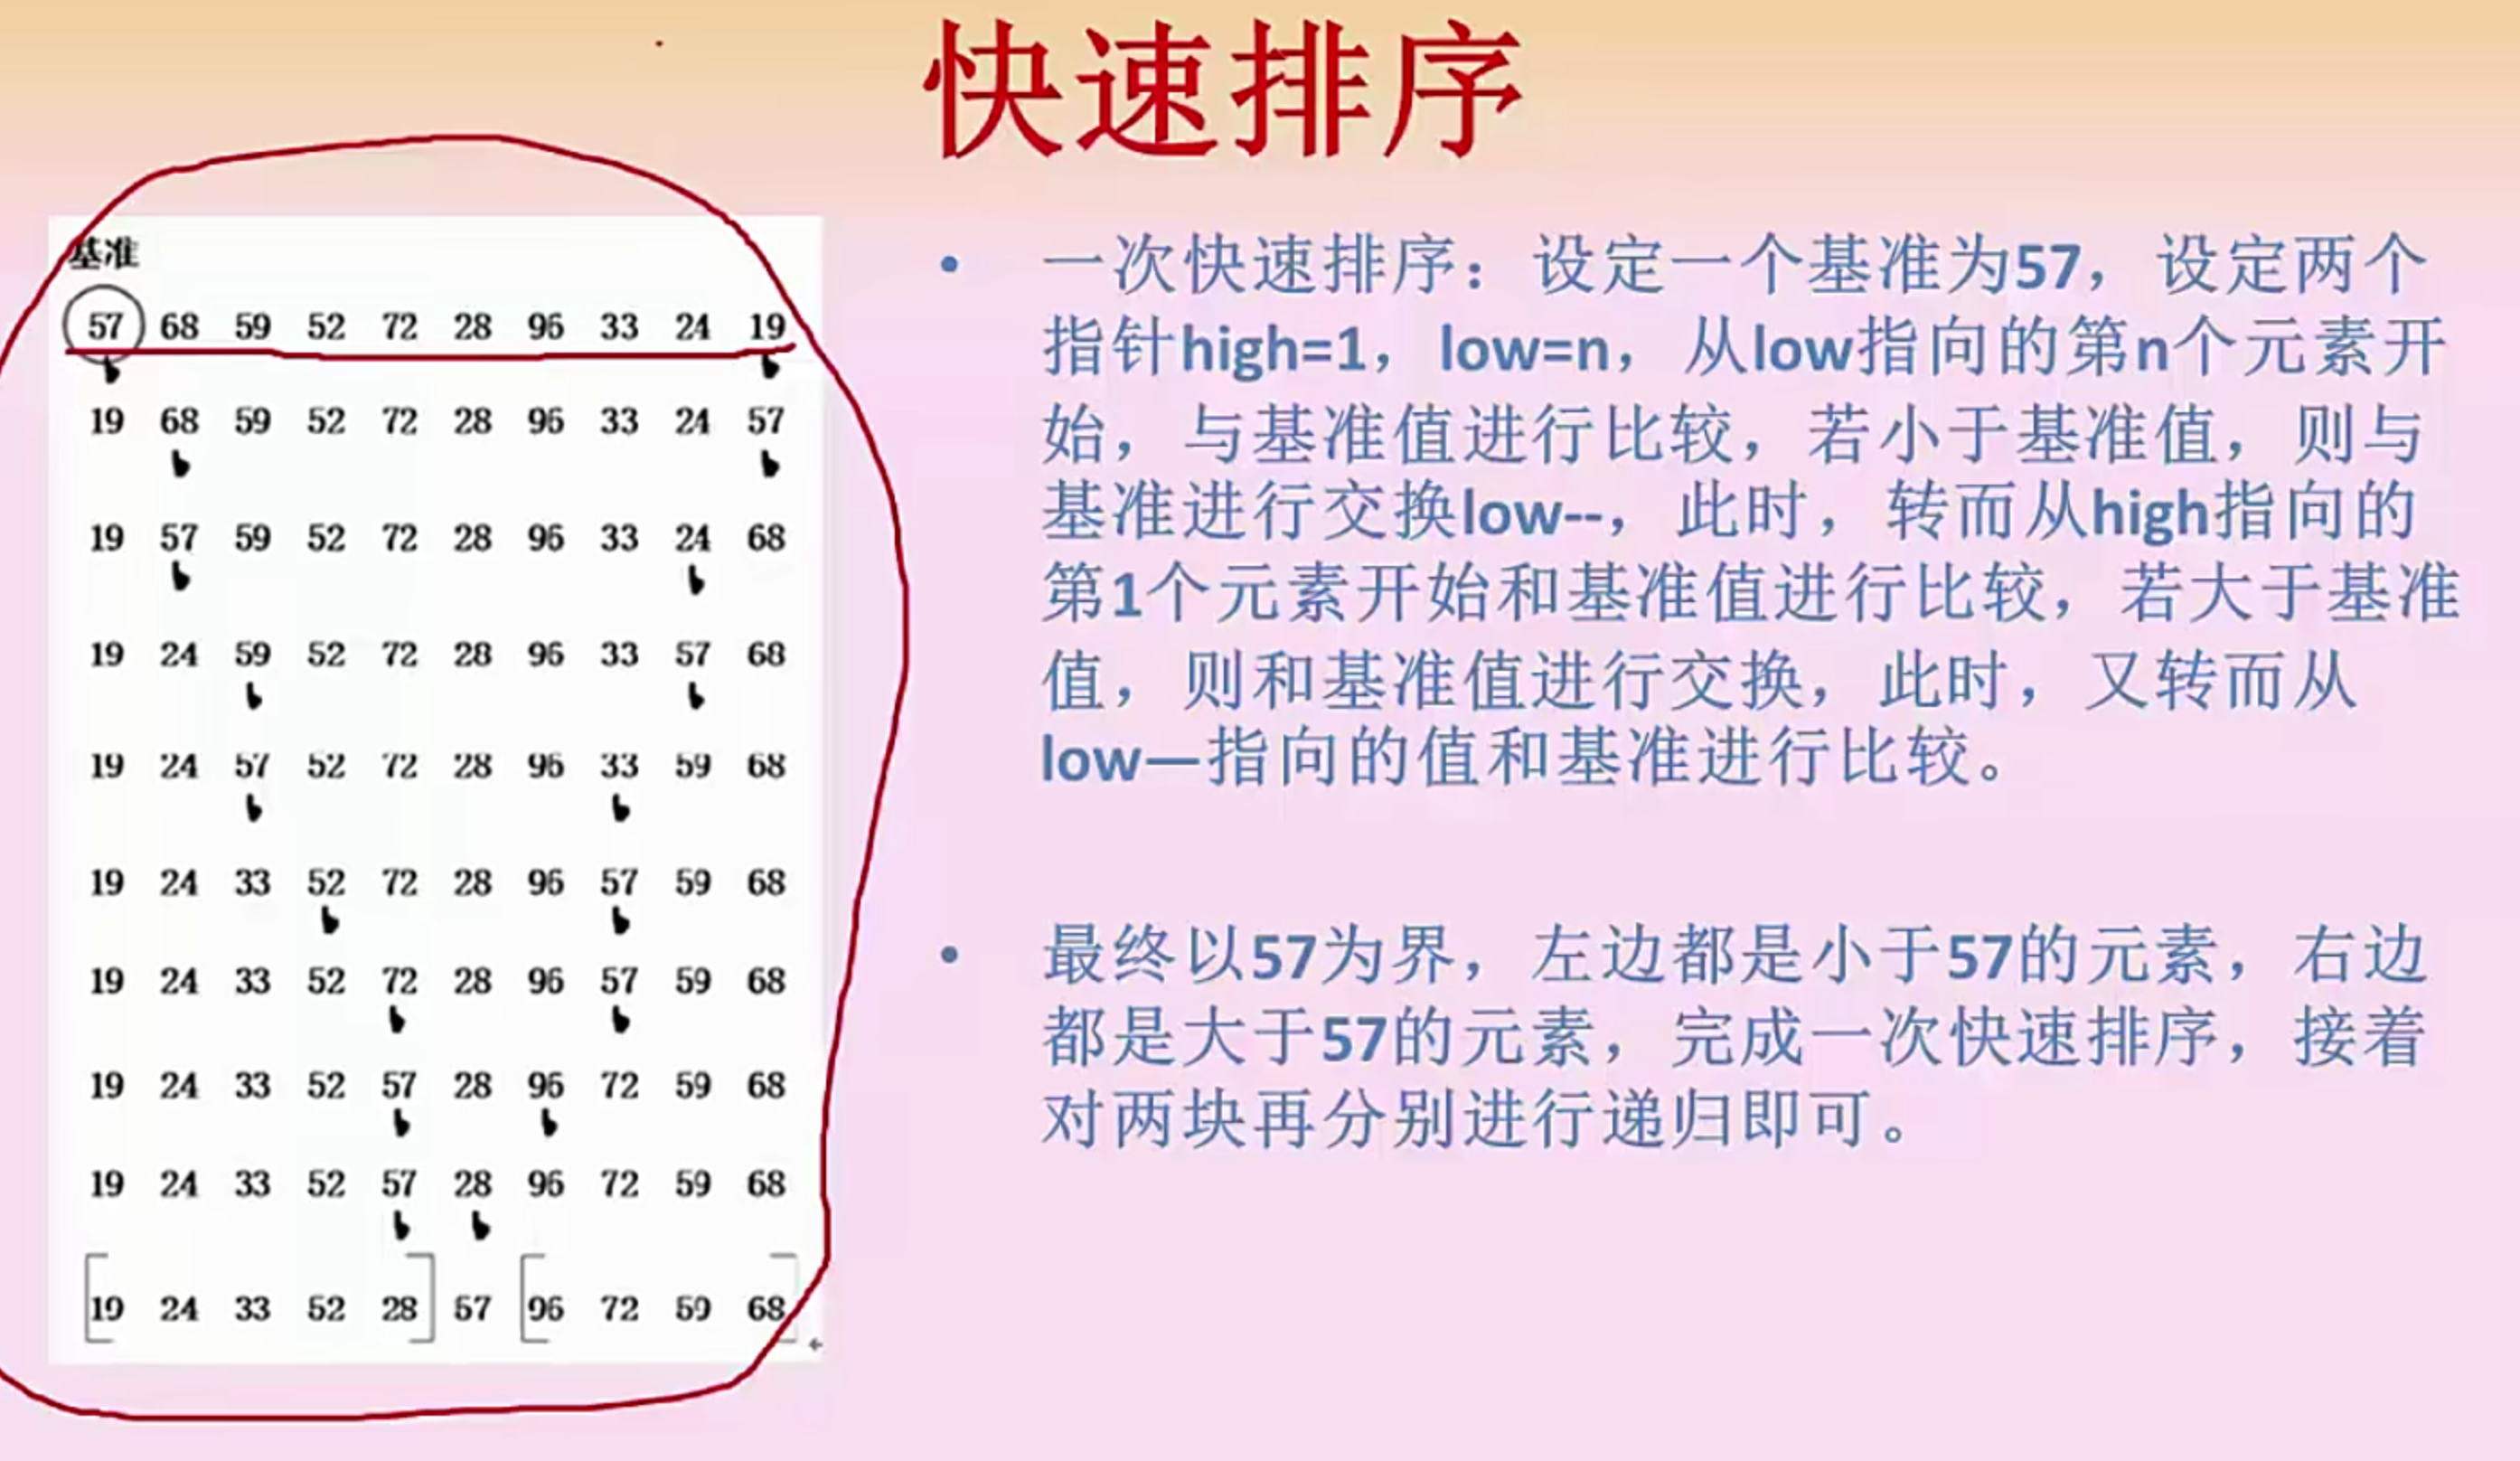 快速排序
基准
57 68 59 52 72 28 96 33 24 19
19 68 59 52 72 28 96 33 24 57
19 57 59 52 72 28 96 33 24 68
19 24 59 52 72 28 96 33 57 68
19 24 57 52 72 28 96 33 59 68
19 24 33 52 72 28 96 57 59 68
19 24 33 52 72 28 96 57 59 68
19 24 33 52 57 28 96 72 59 68
19 24 33 52 57 28 96 72 59 68
19 24 33 52 28 57 96 72 59 68
• 一次快速排序：设定一个基准为57，设定两个
指针high=1，low=n，从low指向的第n个元素开
始，与基准值进行比较，若小于基准值，则与
基准进行交换low--，此时，转而从high指向的
第1个元素开始和基准值进行比较，若大于基准
值，则和基准值进行交换，此时，又转而从
low—指向的值和基准进行比较。
• 最终以57为界，左边都是小于57的元素，右边
都是大于57的元素，完成一次快速排序，接着
对两块再分别进行递归即可。